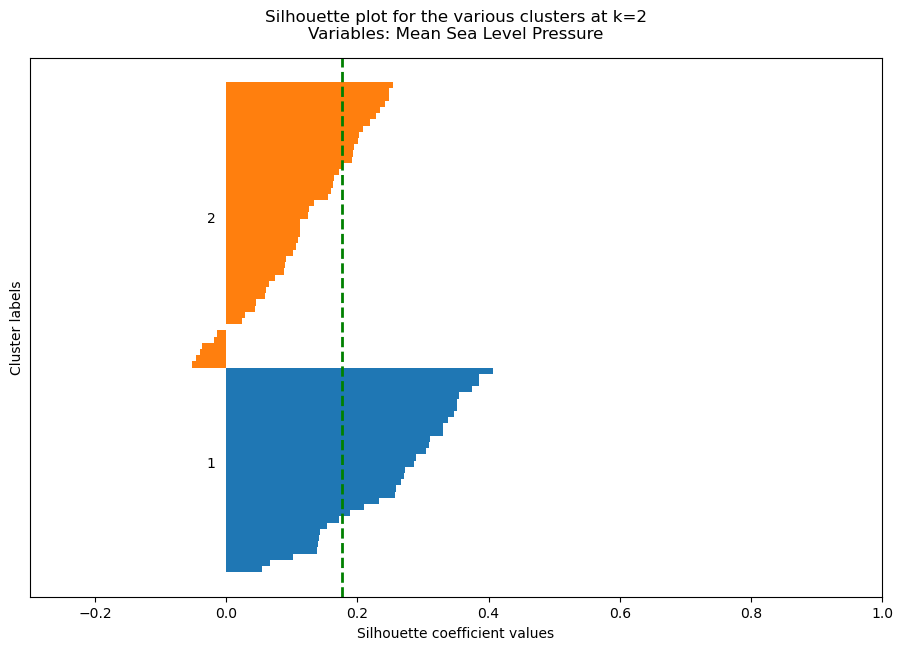 Silhouette plot for the various clusters at k=2
Variables: Mean Sea Level Pressure
Cluster labels
2
1
−0.2 0.0 0.2 0.4 0.6 0.8 1.0
Silhouette coefficient values